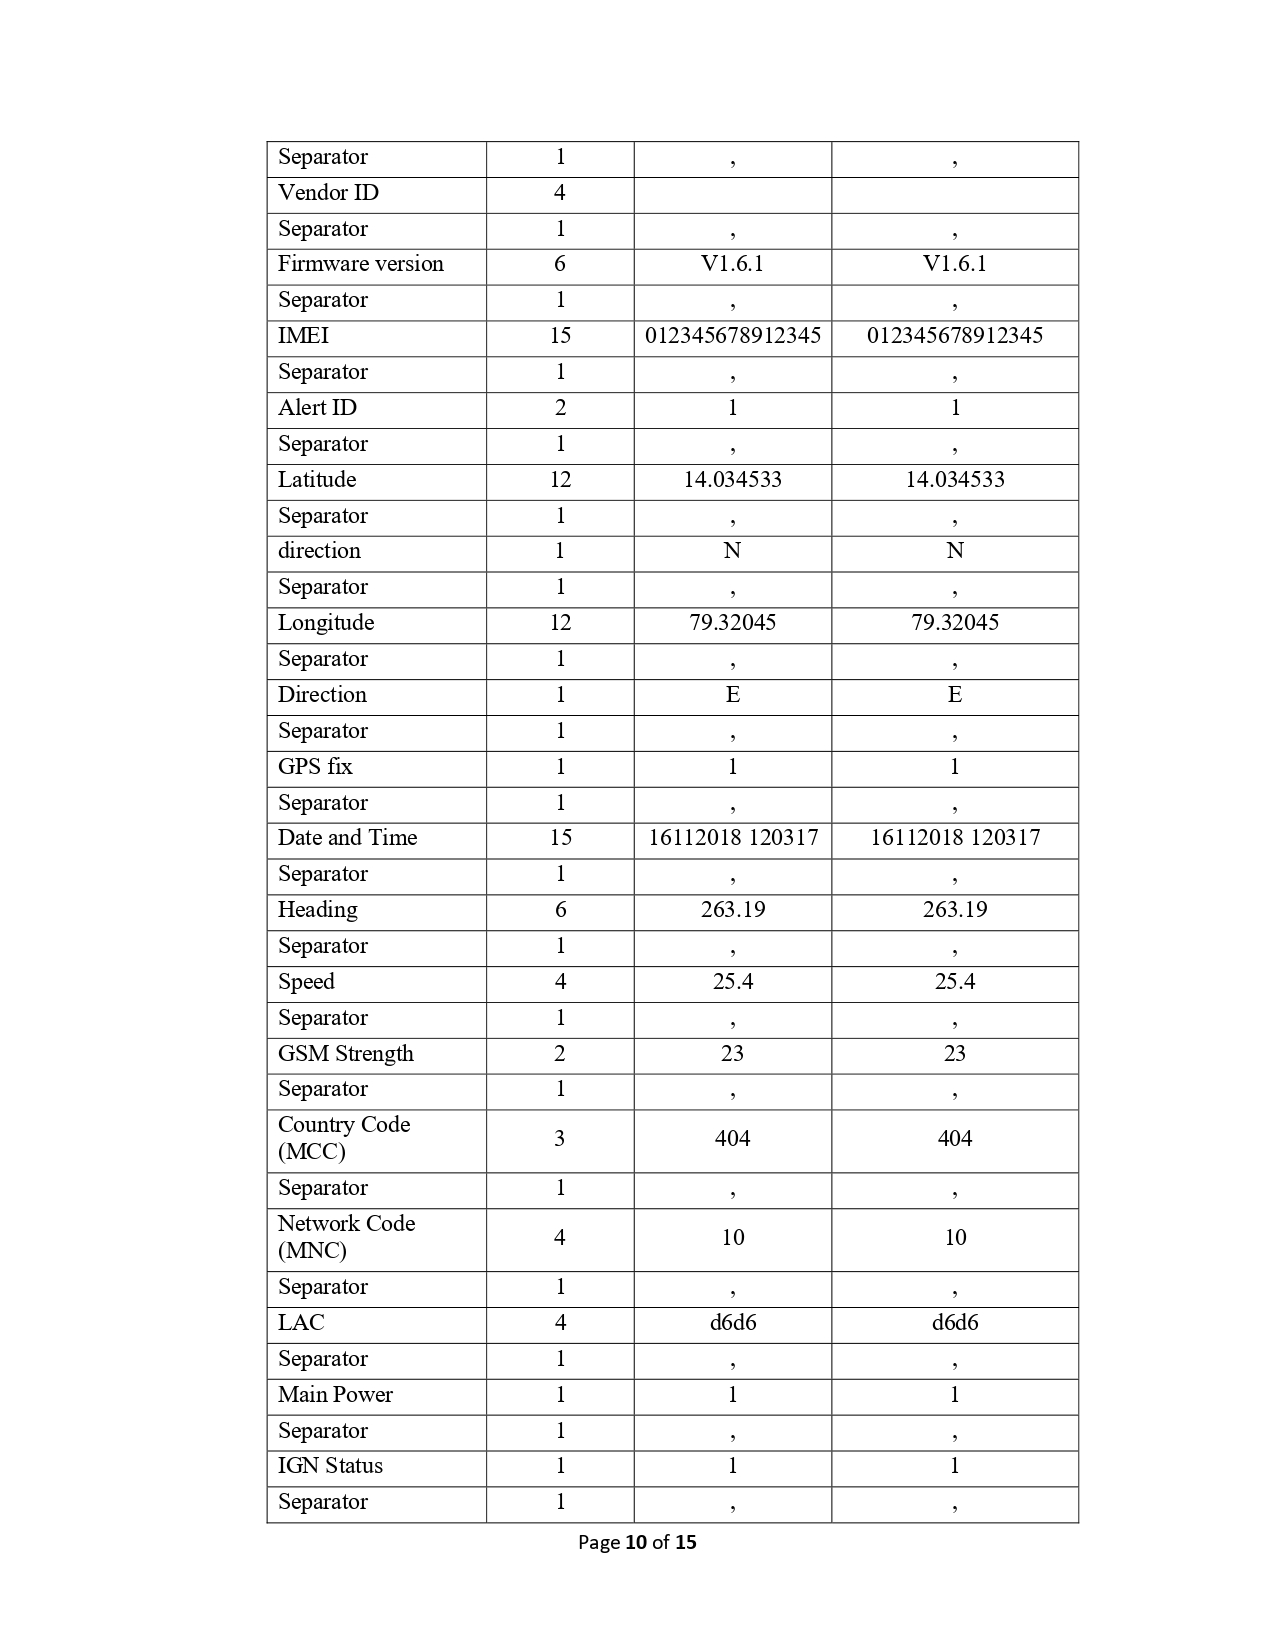 Separator 1 , ,
Vendor ID 4
Separator 1 , ,
Firmware version 6 V1.6.1 V1.6.1
Separator 1 , ,
IMEI 15 012345678912345 012345678912345
Separator 1 , ,
Alert ID 2 1 1
Separator 1 , ,
Latitude 12 14.034533 14.034533
Separator 1 , ,
direction 1 N N
Separator 1 , ,
Longitude 12 79.32045 79.32045
Separator 1 , ,
Direction 1 E E
Separator 1 , ,
GPS fix 1 1 1
Separator 1 , ,
Date and Time 15 16112018 120317 16112018 120317
Separator 1 , ,
Heading 6 263.19 263.19
Separator 1 , ,
Speed 4 25.4 25.4
Separator 1 , ,
GSM Strength 2 23 23
Separator 1 , ,
Country Code
(MCC) 3 404 404
Separator 1 , ,
Network Code
(MNC) 4 10 10
Separator 1 , ,
LAC 4 d6d6 d6d6
Separator 1 , ,
Main Power 1 1 1
Separator 1 , ,
IGN Status 1 1 1
Separator 1 , ,
Page 10 of 15